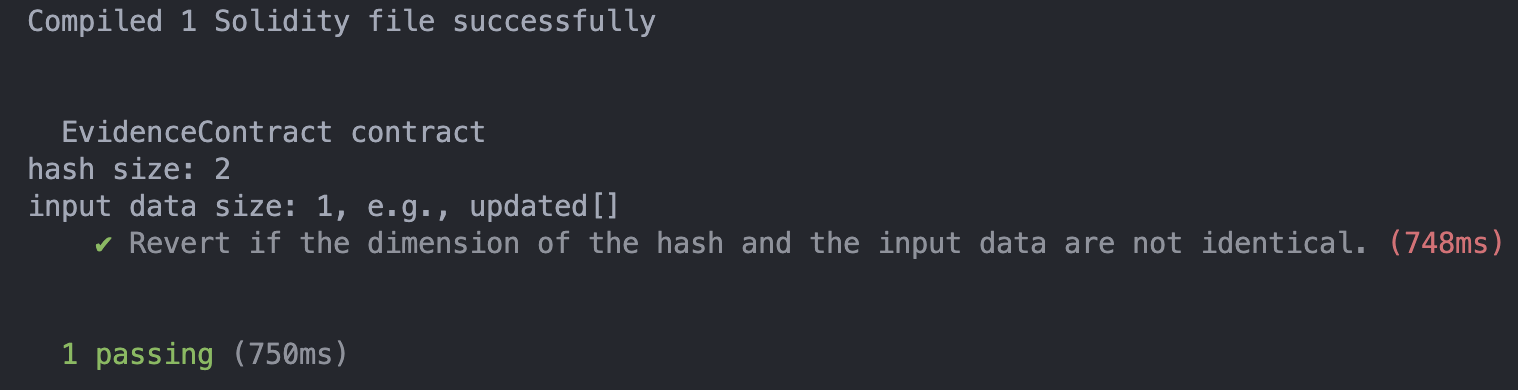 Compiled 1 Solidity file successfully
EvidenceContract contract
hash size: 2
input data size: 1, e.g., updated[]
✔ Revert if the dimension of the hash and the input data are not identical. (748ms)
1 passing (750ms)